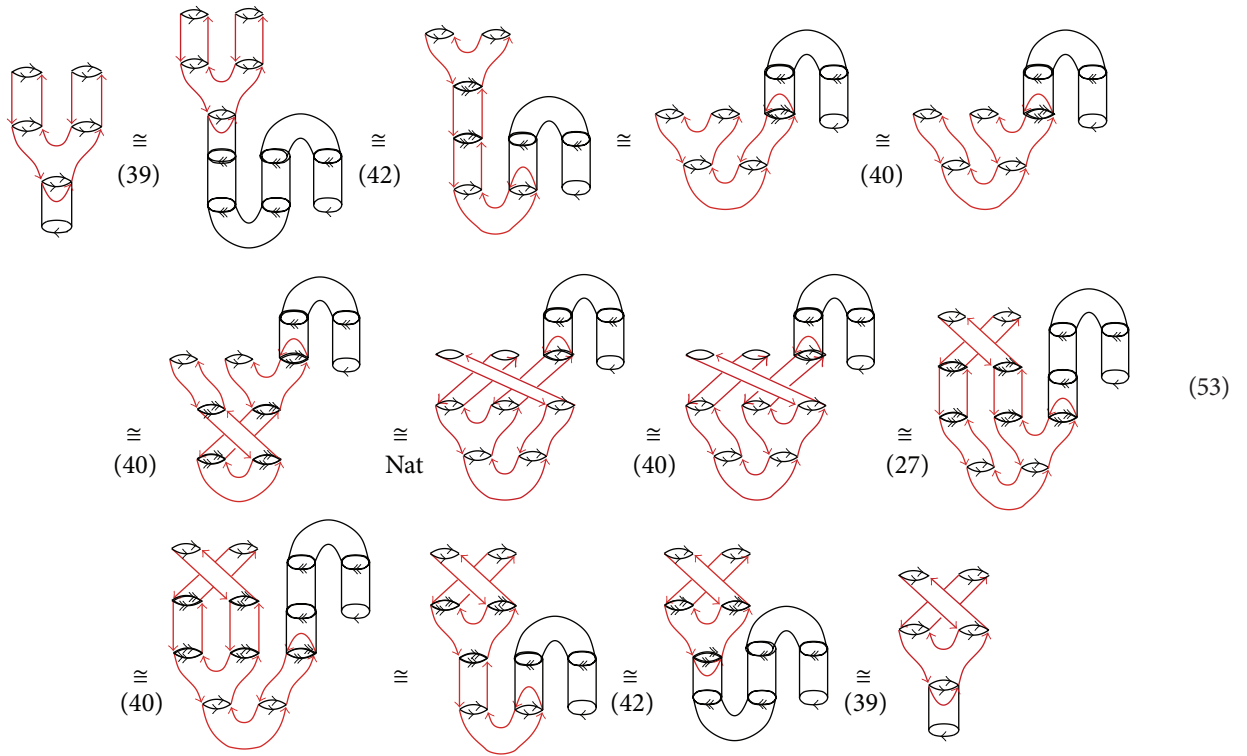 ≅ (39) ≅ (42) ≅ ≅ (40)
≅ (40) ≅ Nat ≅ (40) ≅ (27) (53)
≅ (40) ≅ ≅ (42) ≅ (39)